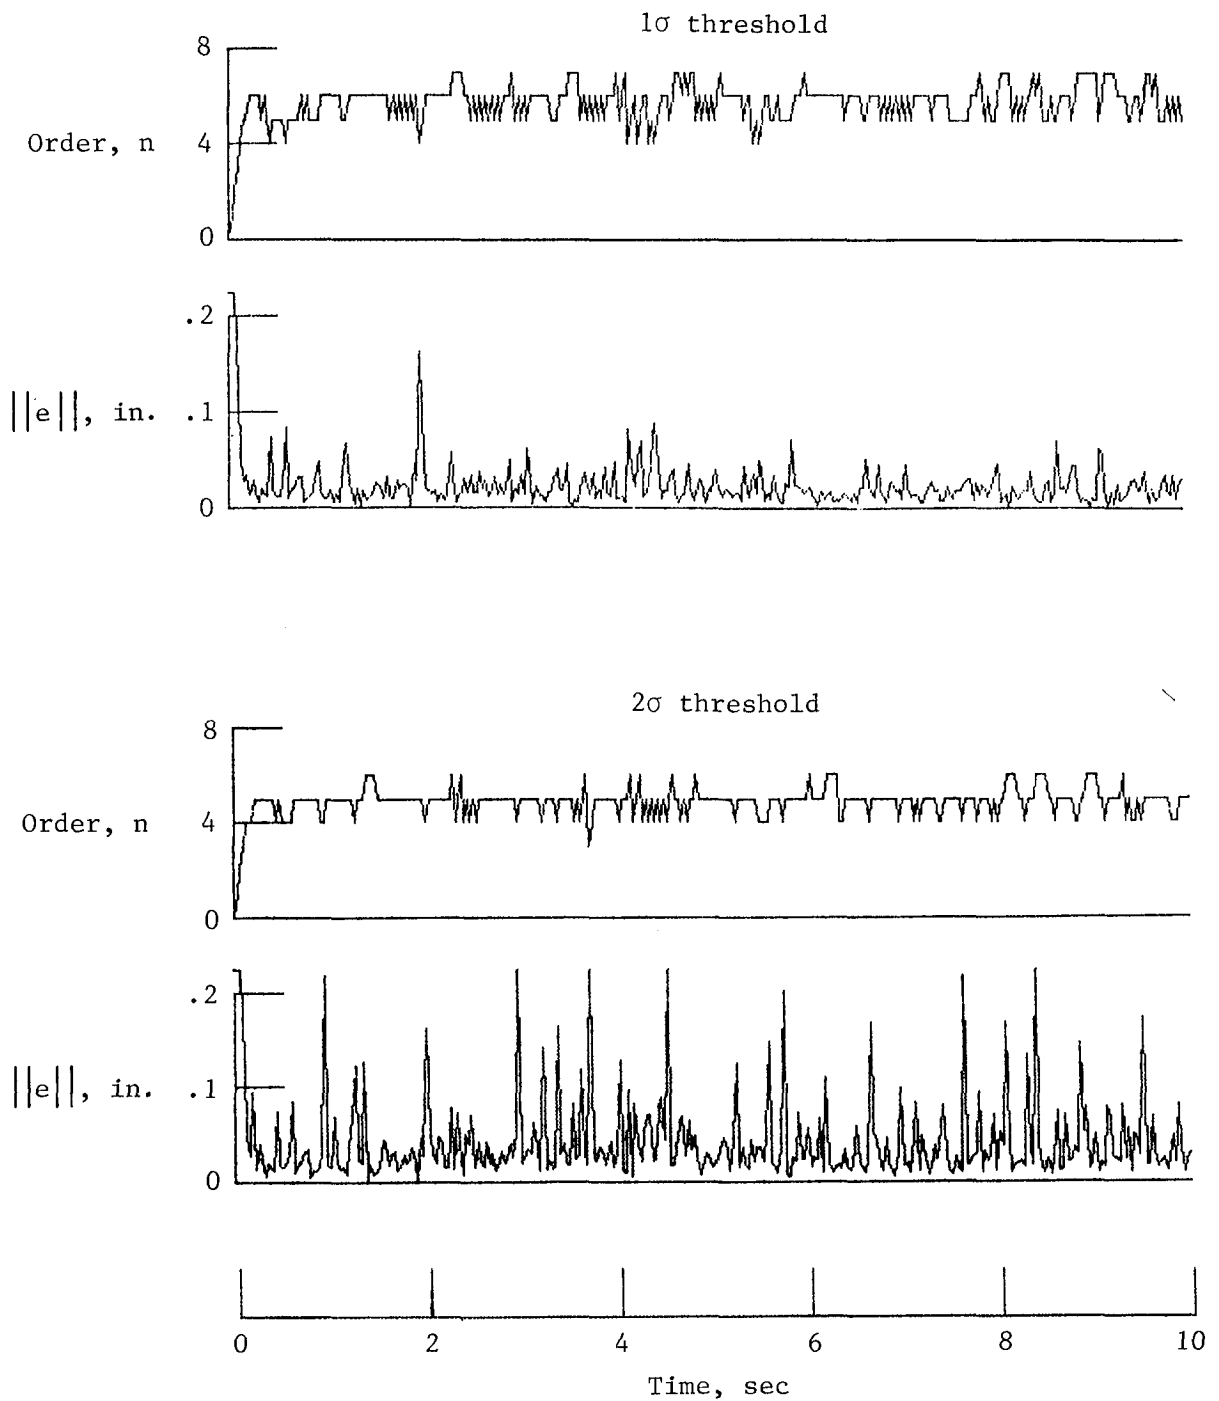 1σ threshold
8
Order, n 4
0
.2
||e||, in. .1
0
2σ threshold
8
Order, n 4
0
.2
||e||, in. .1
0
0 2 4 6 8 10
Time, sec